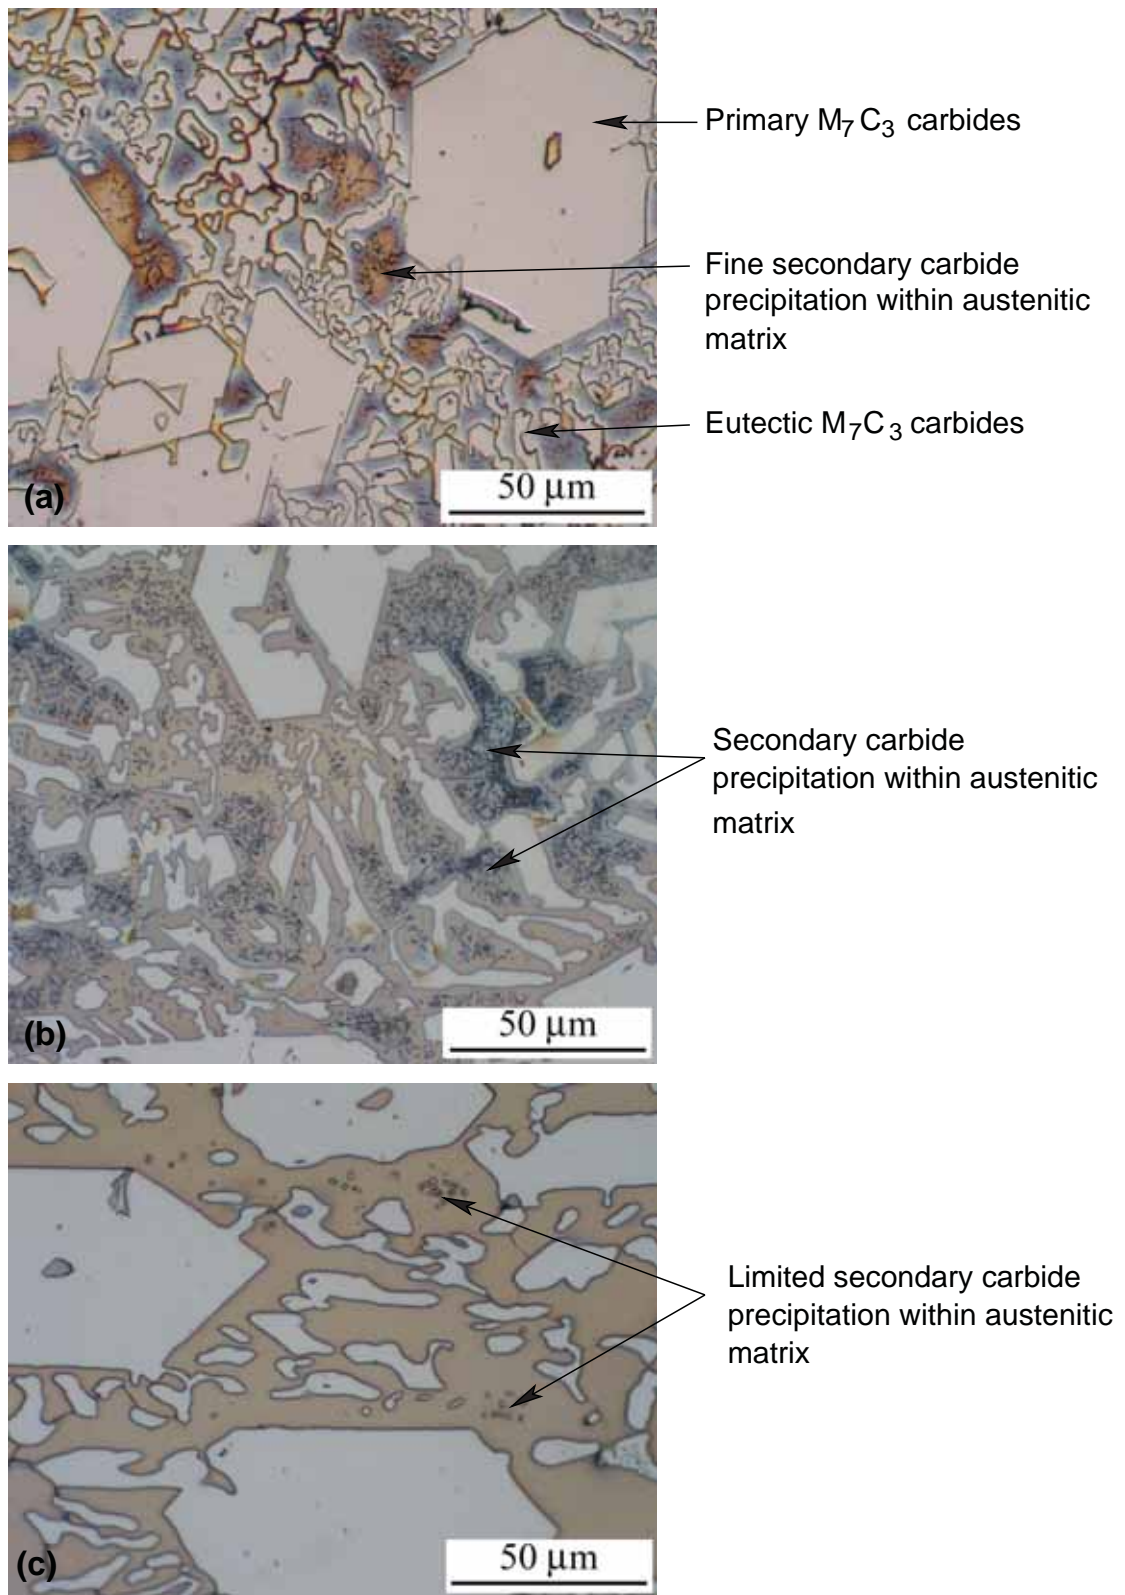 Primary M7C3 carbides
Fine secondary carbide
precipitation within austenitic
matrix
Eutectic M7C3 carbides
50 µm
(a)
Secondary carbide
precipitation within austenitic
matrix
50 µm
(b)
Limited secondary carbide
precipitation within austenitic
matrix
50 µm
(c)